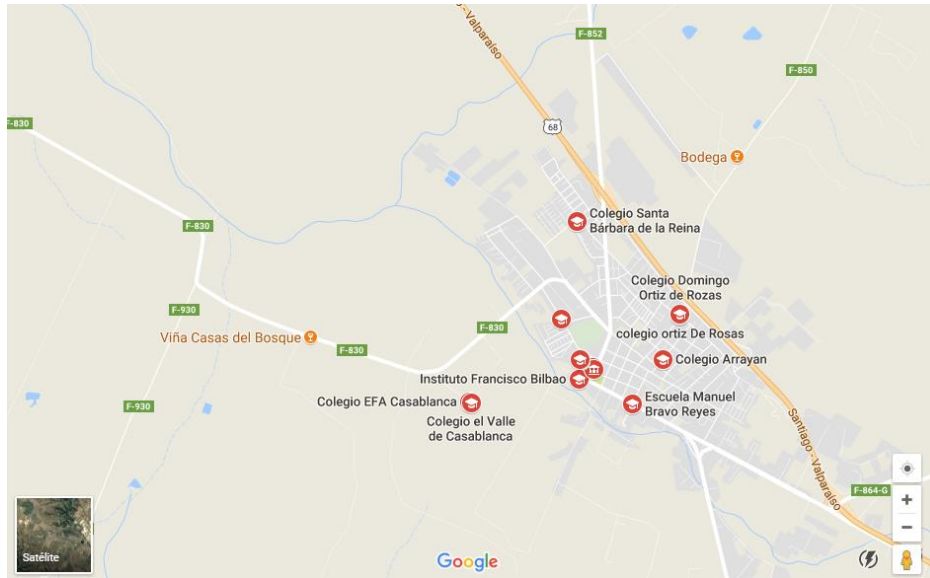 - Valparaíso
F-852
F-850
F-830
68
Bodega
Colegio Santa
Bárbara de la Reina
F-830
Colegio Domingo
Ortiz de Rozas
F-930
F-830
colegio ortiz De Rosas
Viña Casas del Bosque
F-830
Colegio Arrayan
Instituto Francisco Bilbao
Colegio EFA Casablanca
F-930
Escuela Manuel
Bravo Reyes
Colegio el Valle
de Casablanca
Santiago - Valparaíso
F-864-G
Satélite
Google